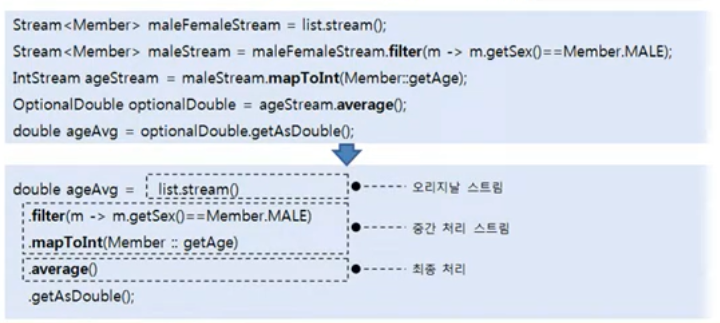 Stream<Member> maleFemaleStream = list.stream();
Stream<Member> maleStream = maleFemaleStream.filter(m -> m.getSex()==Member.MALE);
IntStream ageStream = maleStream.mapToInt(Member::getAge);
OptionalDouble optionalDouble = ageStream.average();
double ageAvg = optionalDouble.getAsDouble();
double ageAvg = list.stream() 오리지날 스트림
.filter(m -> m.getSex()==Member.MALE)
중간 처리 스트림
.mapToInt(Member :: getAge)
.average() 최종 처리
.getAsDouble();